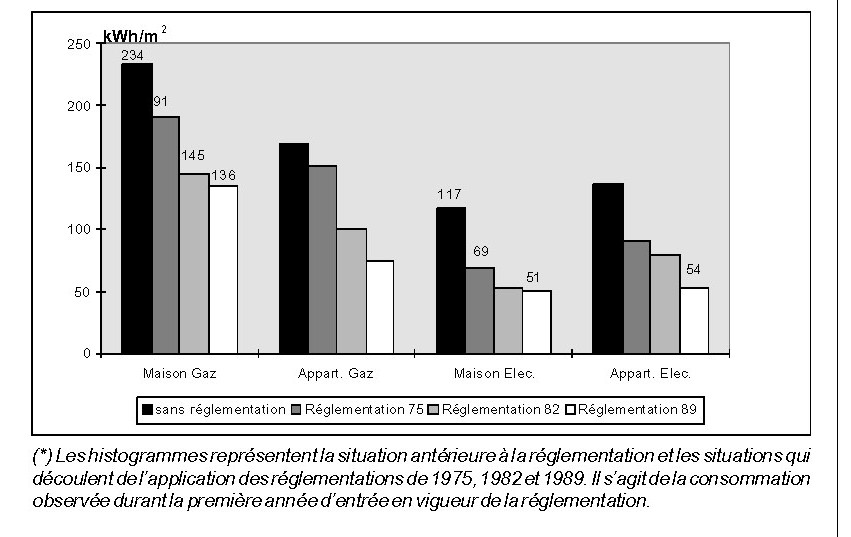 kWh/m²
250
200
150
100
50
0
234
91
145
136
117
69
51
54
Maison Gaz Appart. Gaz Maison Elec. Appart. Elec.
sans réglementation Réglementation 75 Réglementation 82 Réglementation 89
(*) Les histogrammes représentent la situation antérieure à la réglementation et les situations qui
découlent de l'application des réglementations de 1975, 1982 et 1989. Il s'agit de la consommation
observée durant la première année d'entrée en vigueur de la réglementation.